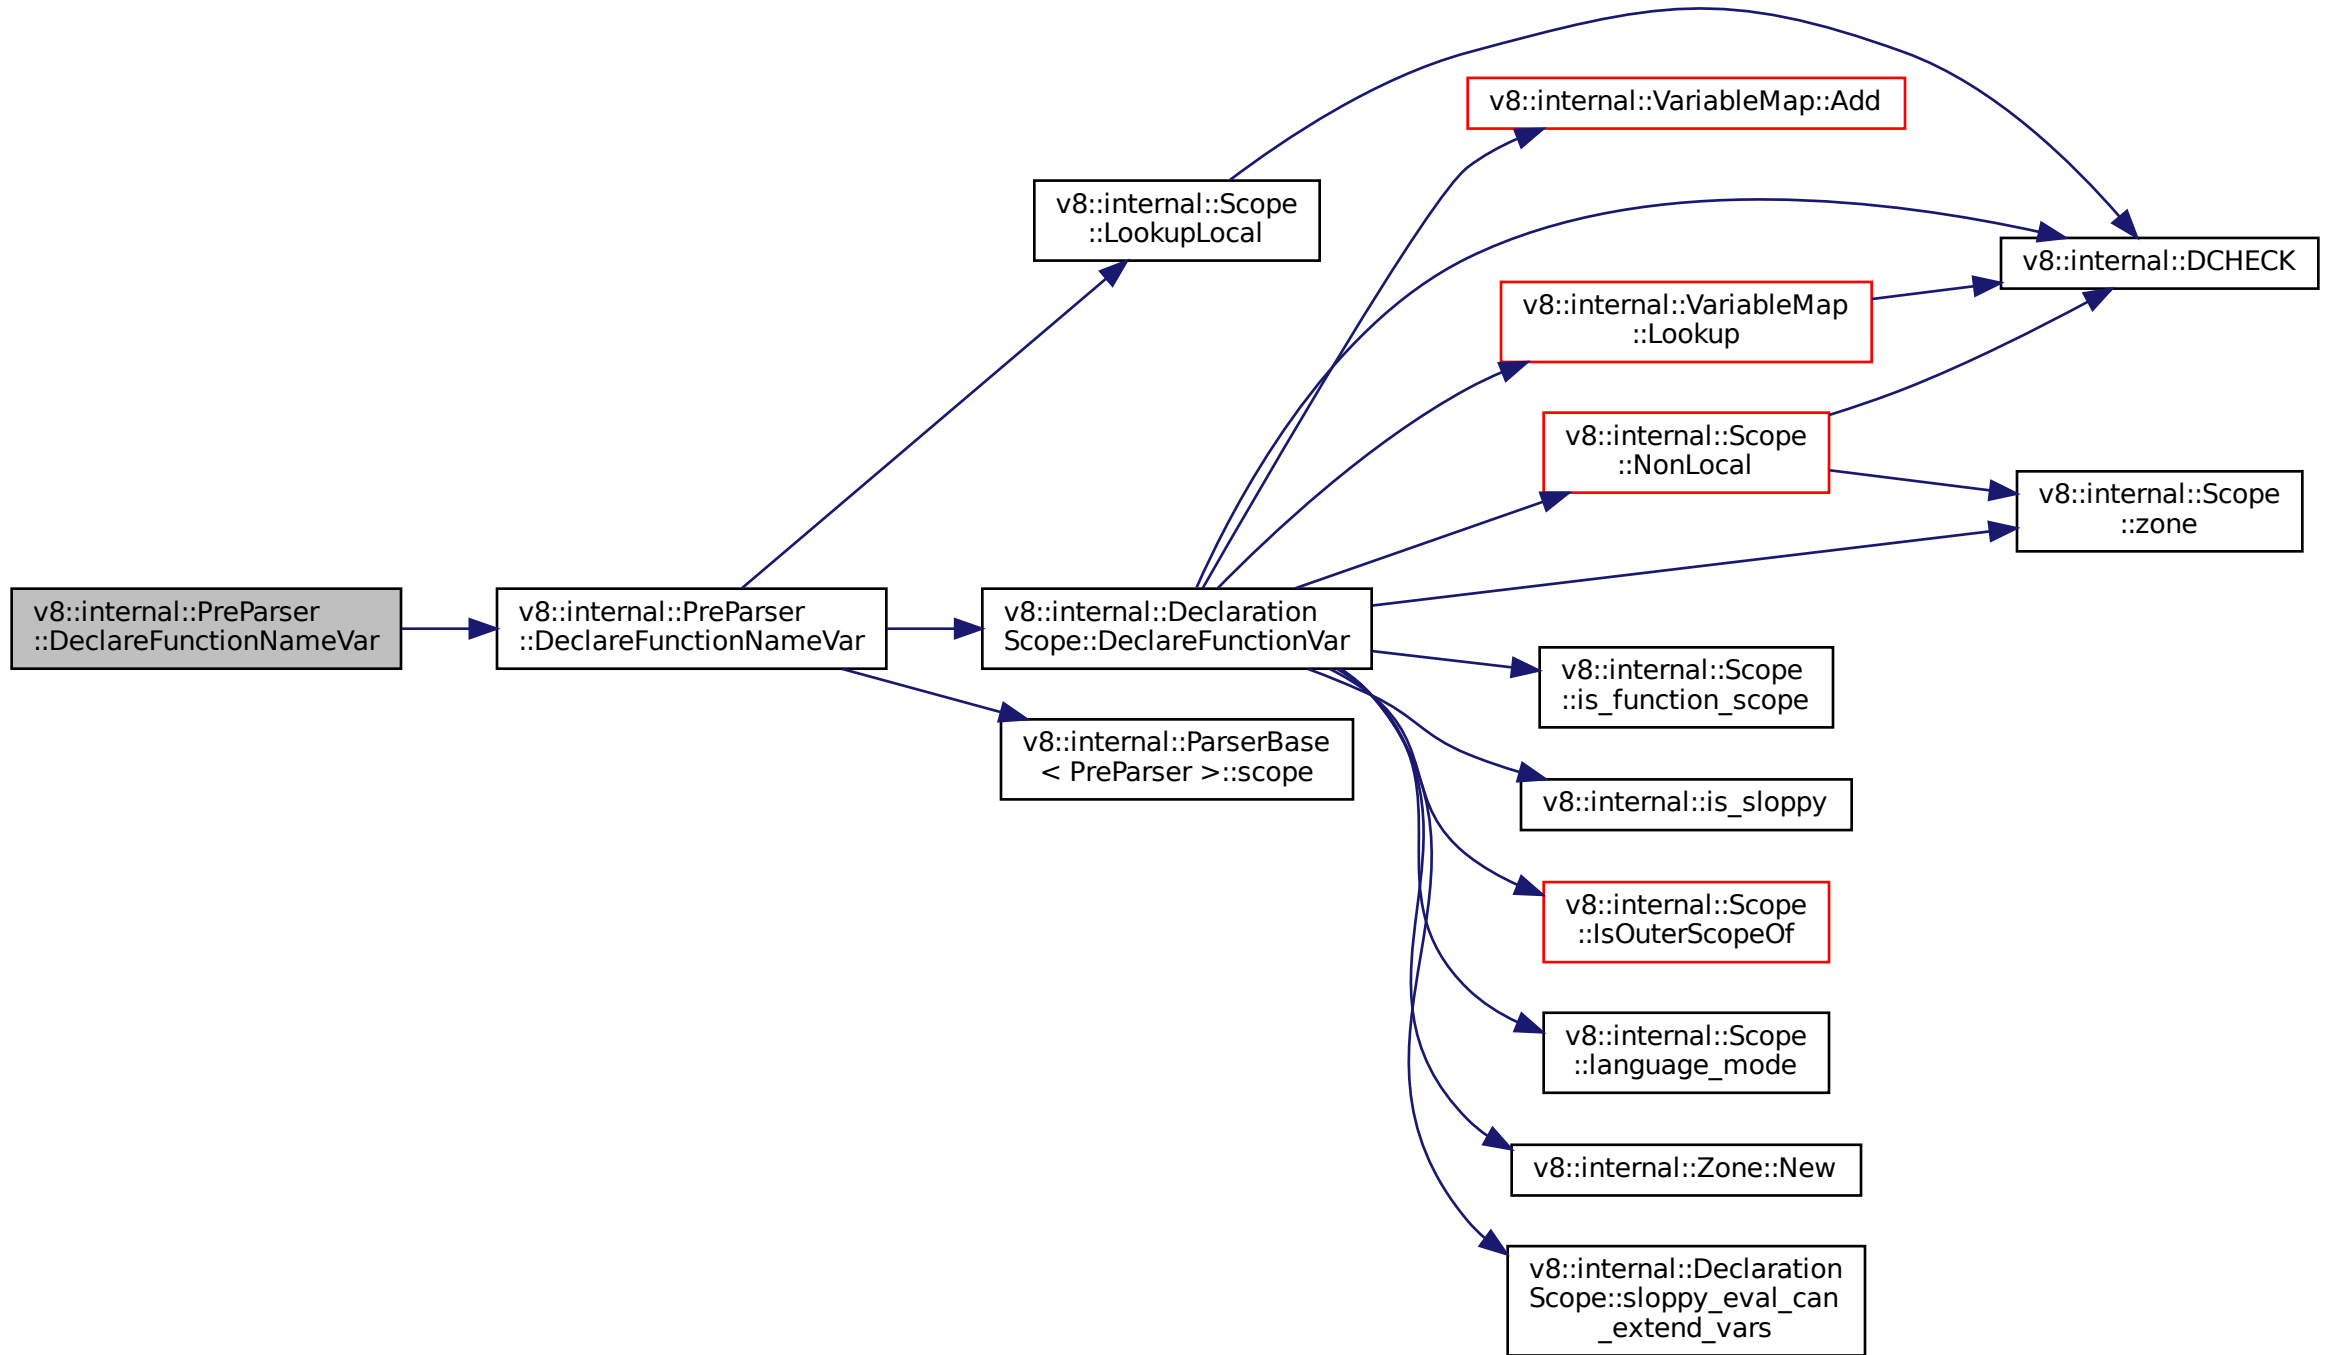 v8::internal::PreParser
::DeclareFunctionNameVar
v8::internal::PreParser
::DeclareFunctionNameVar
v8::internal::Scope
::LookupLocal
v8::internal::Declaration
Scope::DeclareFunctionVar
v8::internal::ParserBase
< PreParser >::scope
v8::internal::VariableMap::Add
v8::internal::VariableMap
::Lookup
v8::internal::Scope
::NonLocal
v8::internal::Scope
::is_function_scope
v8::internal::is_sloppy
v8::internal::Scope
::IsOuterScopeOf
v8::internal::Scope
::language_mode
v8::internal::Zone::New
v8::internal::Declaration
Scope::sloppy_eval_can
_extend_vars
v8::internal::DCHECK
v8::internal::Scope
::zone